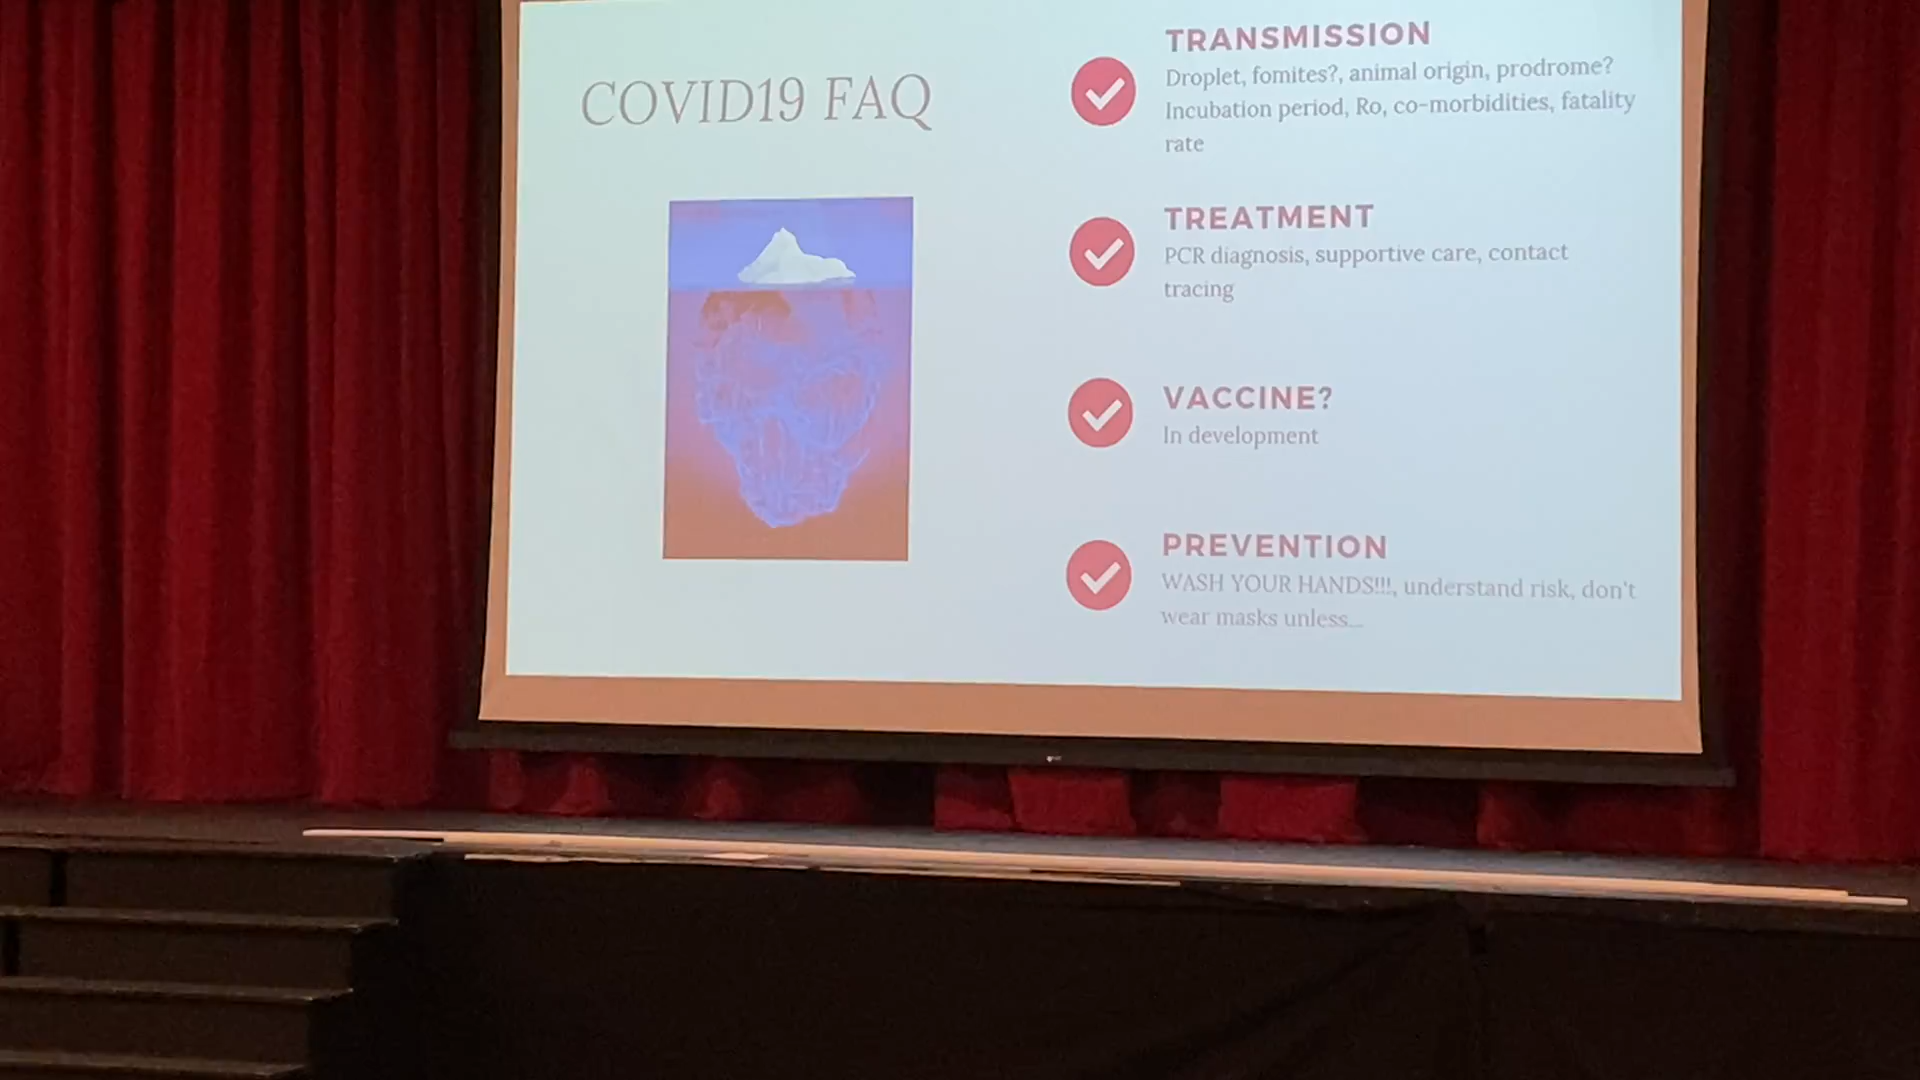 COVID19 FAQ
TRANSMISSION
Droplet, fomites?, animal origin, prodrome?
Incubation period, Ro, co-morbidities, fatality
rate
TREATMENT
PCR diagnosis, supportive care, contact
tracing
VACCINE?
In development
PREVENTION
WASH YOUR HANDS!!!, understand risk, don't
wear masks unless...